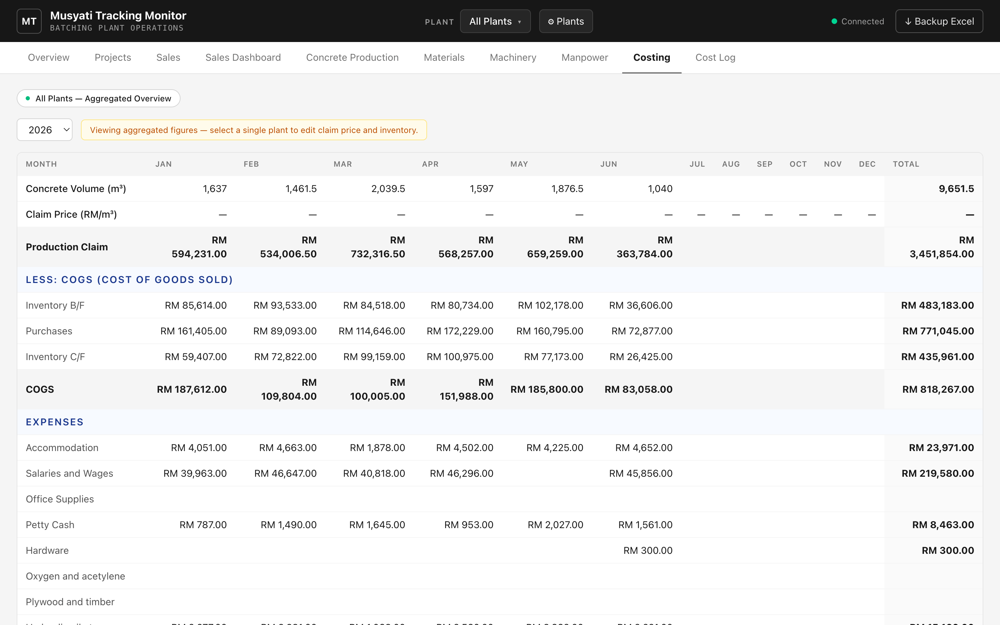 MT
Musyati Tracking Monitor
BATCHING PLANT OPERATIONS
PLANT All Plants ▾ ⚙ Plants
Connected ↓ Backup Excel
Overview Projects Sales Sales Dashboard Concrete Production Materials Machinery Manpower Costing Cost Log
All Plants — Aggregated Overview
2026 Viewing aggregated figures — select a single plant to edit claim price and inventory.
MONTH JAN FEB MAR APR MAY JUN JUL AUG SEP OCT NOV DEC TOTAL
Concrete Volume (m³) 1,637 1,461.5 2,039.5 1,597 1,876.5 1,040 9,651.5
Claim Price (RM/m³) — — — — — — — — — — — — —
Production Claim RM 594,231.00 RM 534,006.50 RM 732,316.50 RM 568,257.00 RM 659,259.00 RM 363,784.00 RM 3,451,854.00
LESS: COGS (COST OF GOODS SOLD)
Inventory B/F RM 85,614.00 RM 93,533.00 RM 84,518.00 RM 80,734.00 RM 102,178.00 RM 36,606.00 RM 483,183.00
Purchases RM 161,405.00 RM 89,093.00 RM 114,646.00 RM 172,229.00 RM 160,795.00 RM 72,877.00 RM 771,045.00
Inventory C/F RM 59,407.00 RM 72,822.00 RM 99,159.00 RM 100,975.00 RM 77,173.00 RM 26,425.00 RM 435,961.00
COGS RM 187,612.00 RM 109,804.00 RM 100,005.00 RM 151,988.00 RM 185,800.00 RM 83,058.00 RM 818,267.00
EXPENSES
Accommodation RM 4,051.00 RM 4,663.00 RM 1,878.00 RM 4,502.00 RM 4,225.00 RM 4,652.00 RM 23,971.00
Salaries and Wages RM 39,963.00 RM 46,647.00 RM 40,818.00 RM 46,296.00 RM 45,856.00 RM 219,580.00
Office Supplies
Petty Cash RM 787.00 RM 1,490.00 RM 1,645.00 RM 953.00 RM 2,027.00 RM 1,561.00 RM 8,463.00
Hardware RM 300.00 RM 300.00
Oxygen and acetylene
Plywood and timber